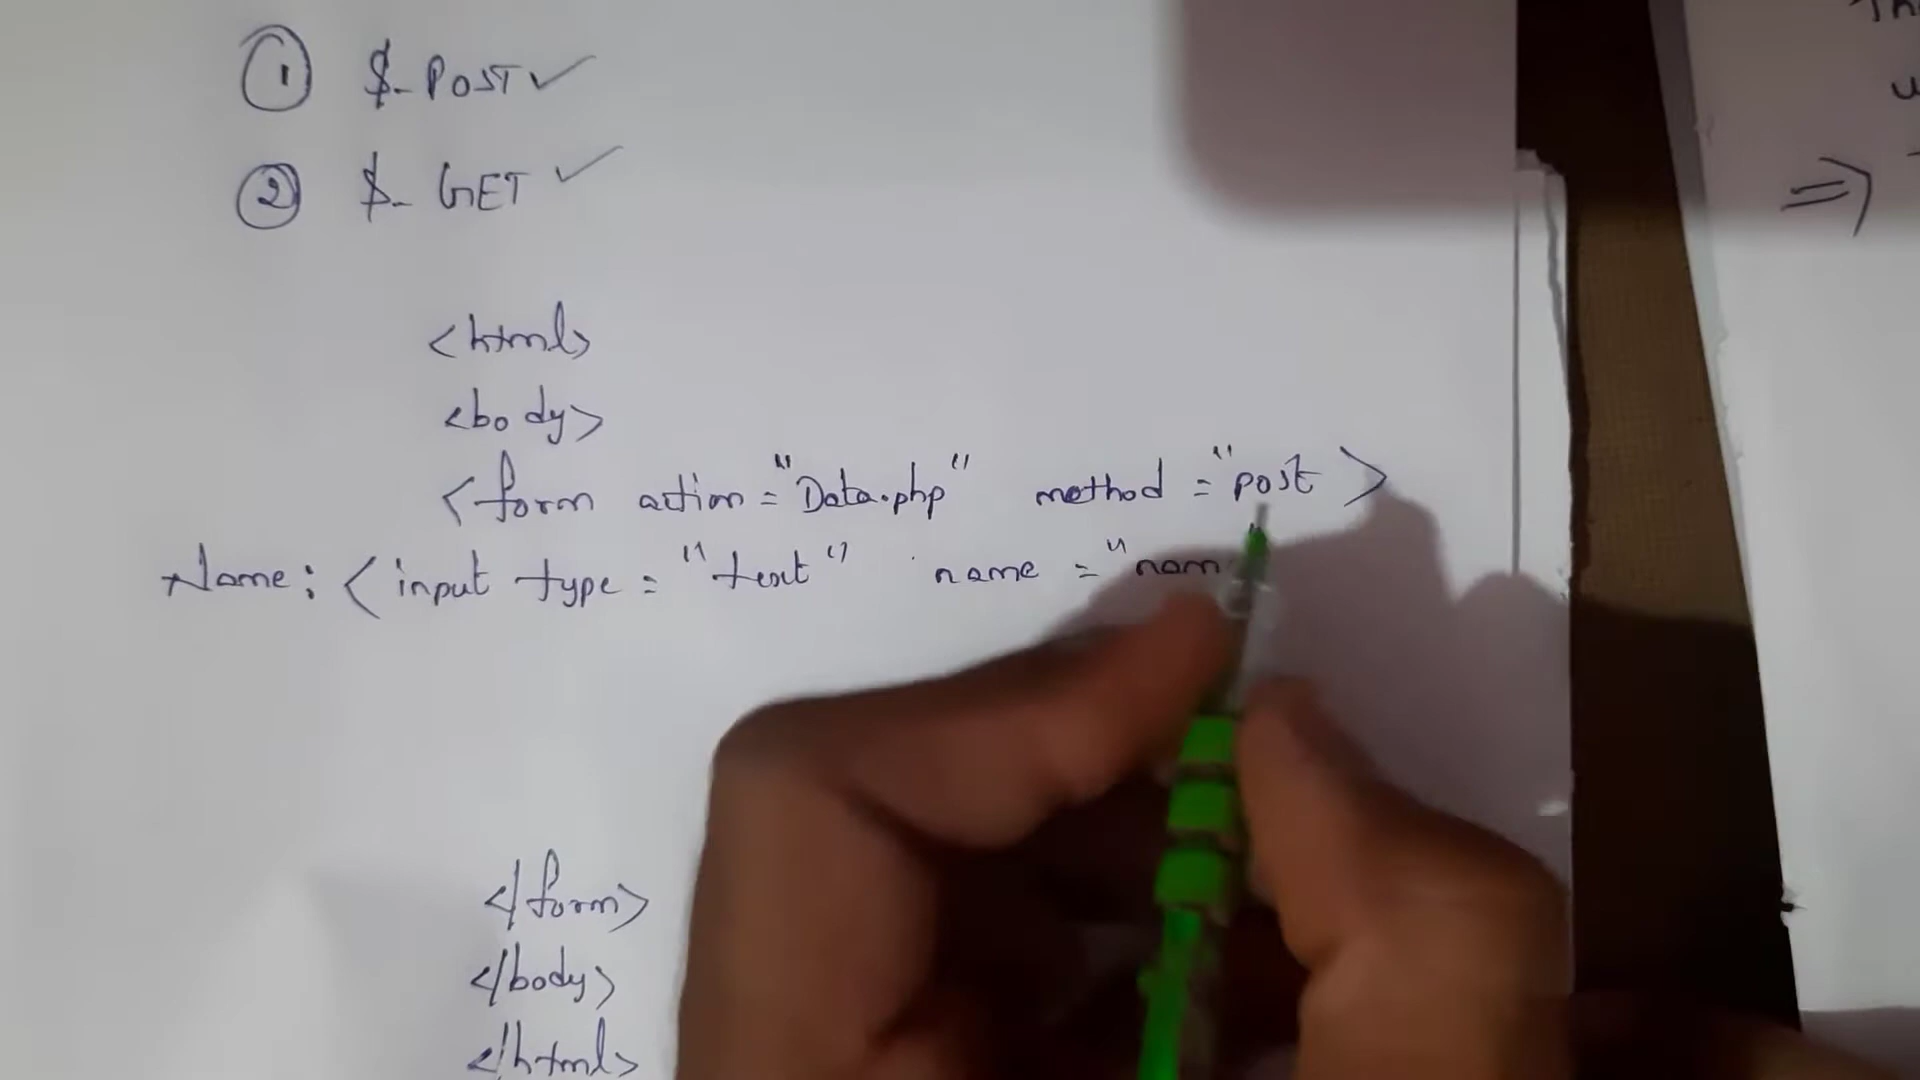 ① $_POST ✓
② $_GET ✓
<html>
<body>
<form action="Data.php" method="post>
Name: <input type="text" name="nam
</form>
</body>
</html>
⇒